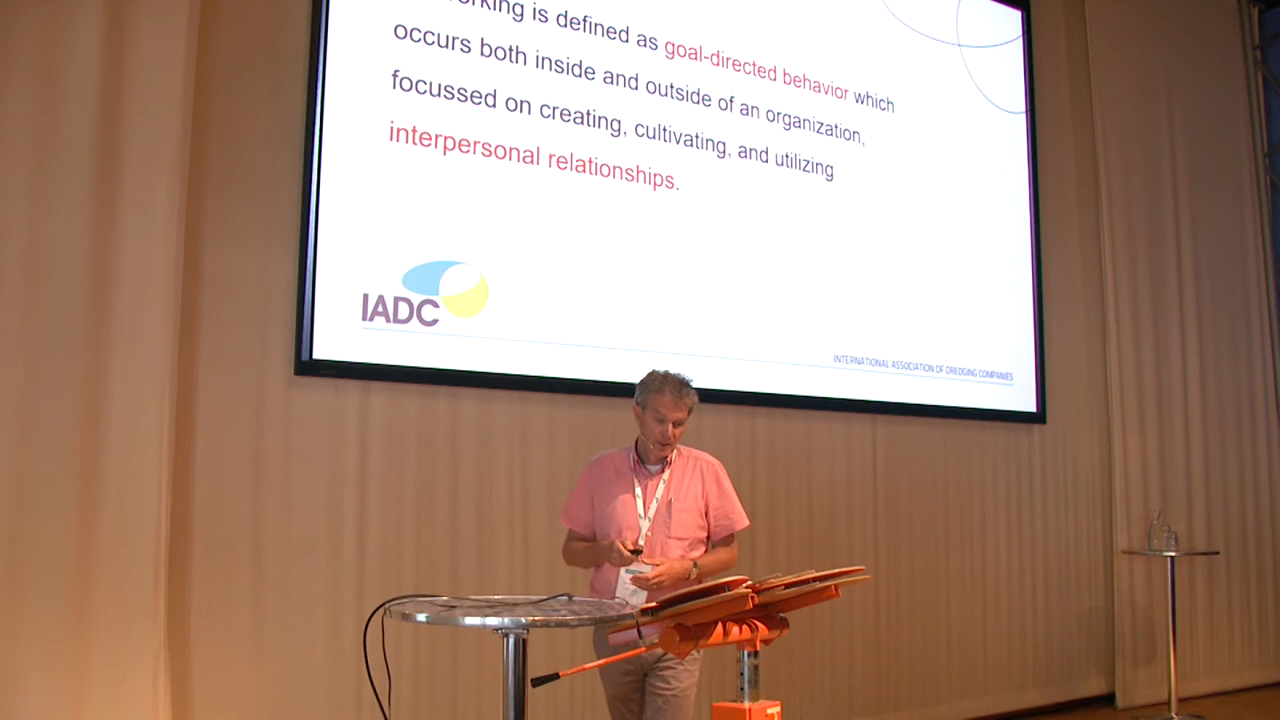 rking is defined as goal-directed behavior which
occurs both inside and outside of an organization,
focussed on creating, cultivating, and utilizing
interpersonal relationships.
IADC
INTERNATIONAL ASSOCIATION OF DREDGING COMPANIES